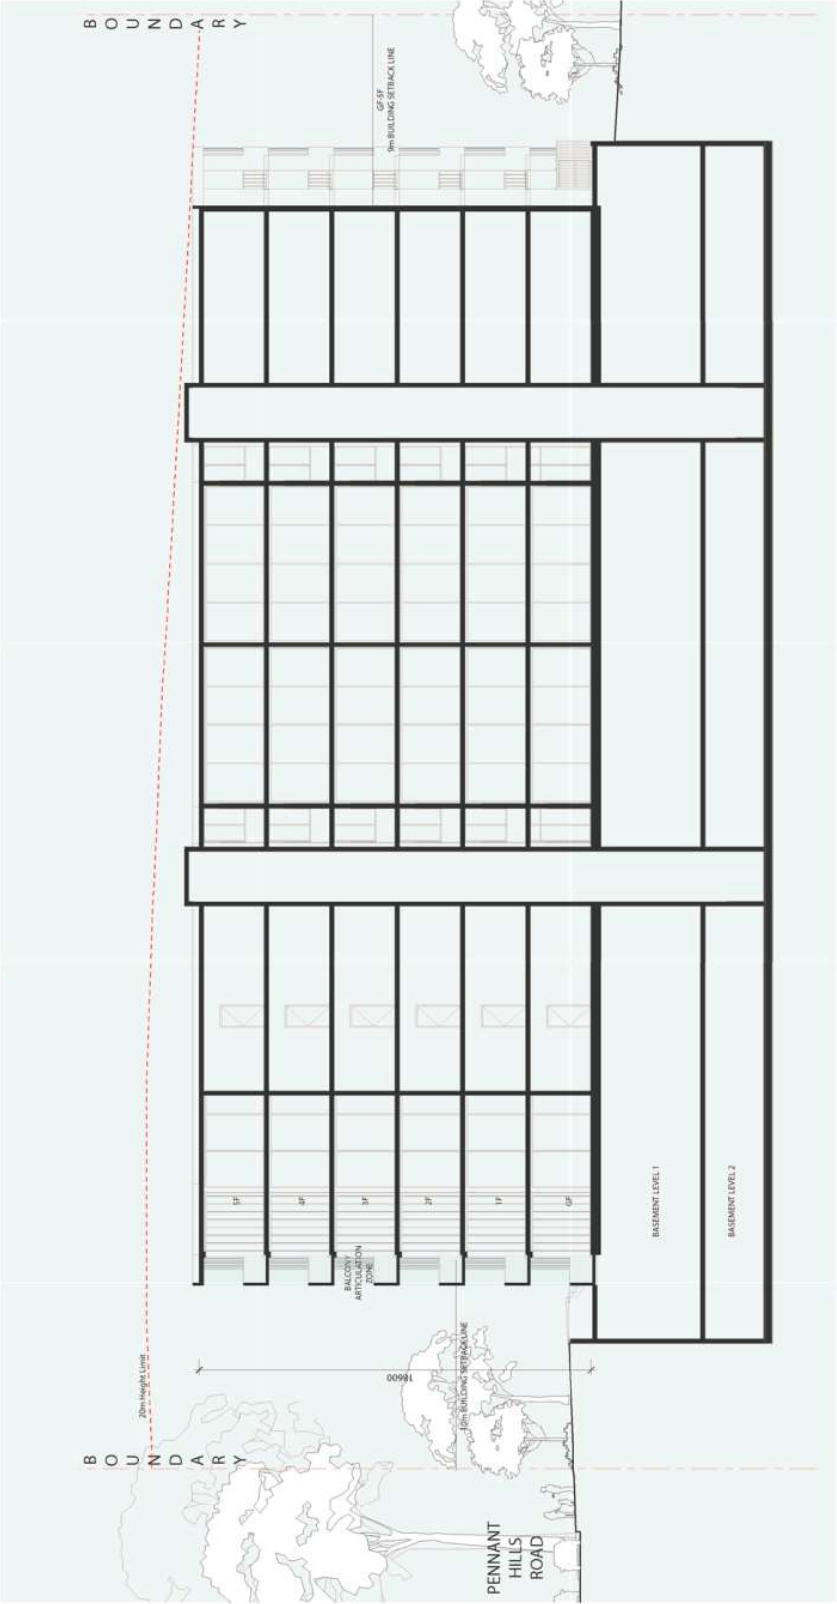 BOUNDARY
20m Height Limit
BOUNDARY
GF-5F
9m BUILDING SETBACK LINE
5F
4F
3F
2F
1F
GF
BALCONY
ARTICULATION
ZONE
18600
10m BUILDING SETBACK LINE
BASEMENT LEVEL 1
BASEMENT LEVEL 2
PENNANT
HILLS
ROAD